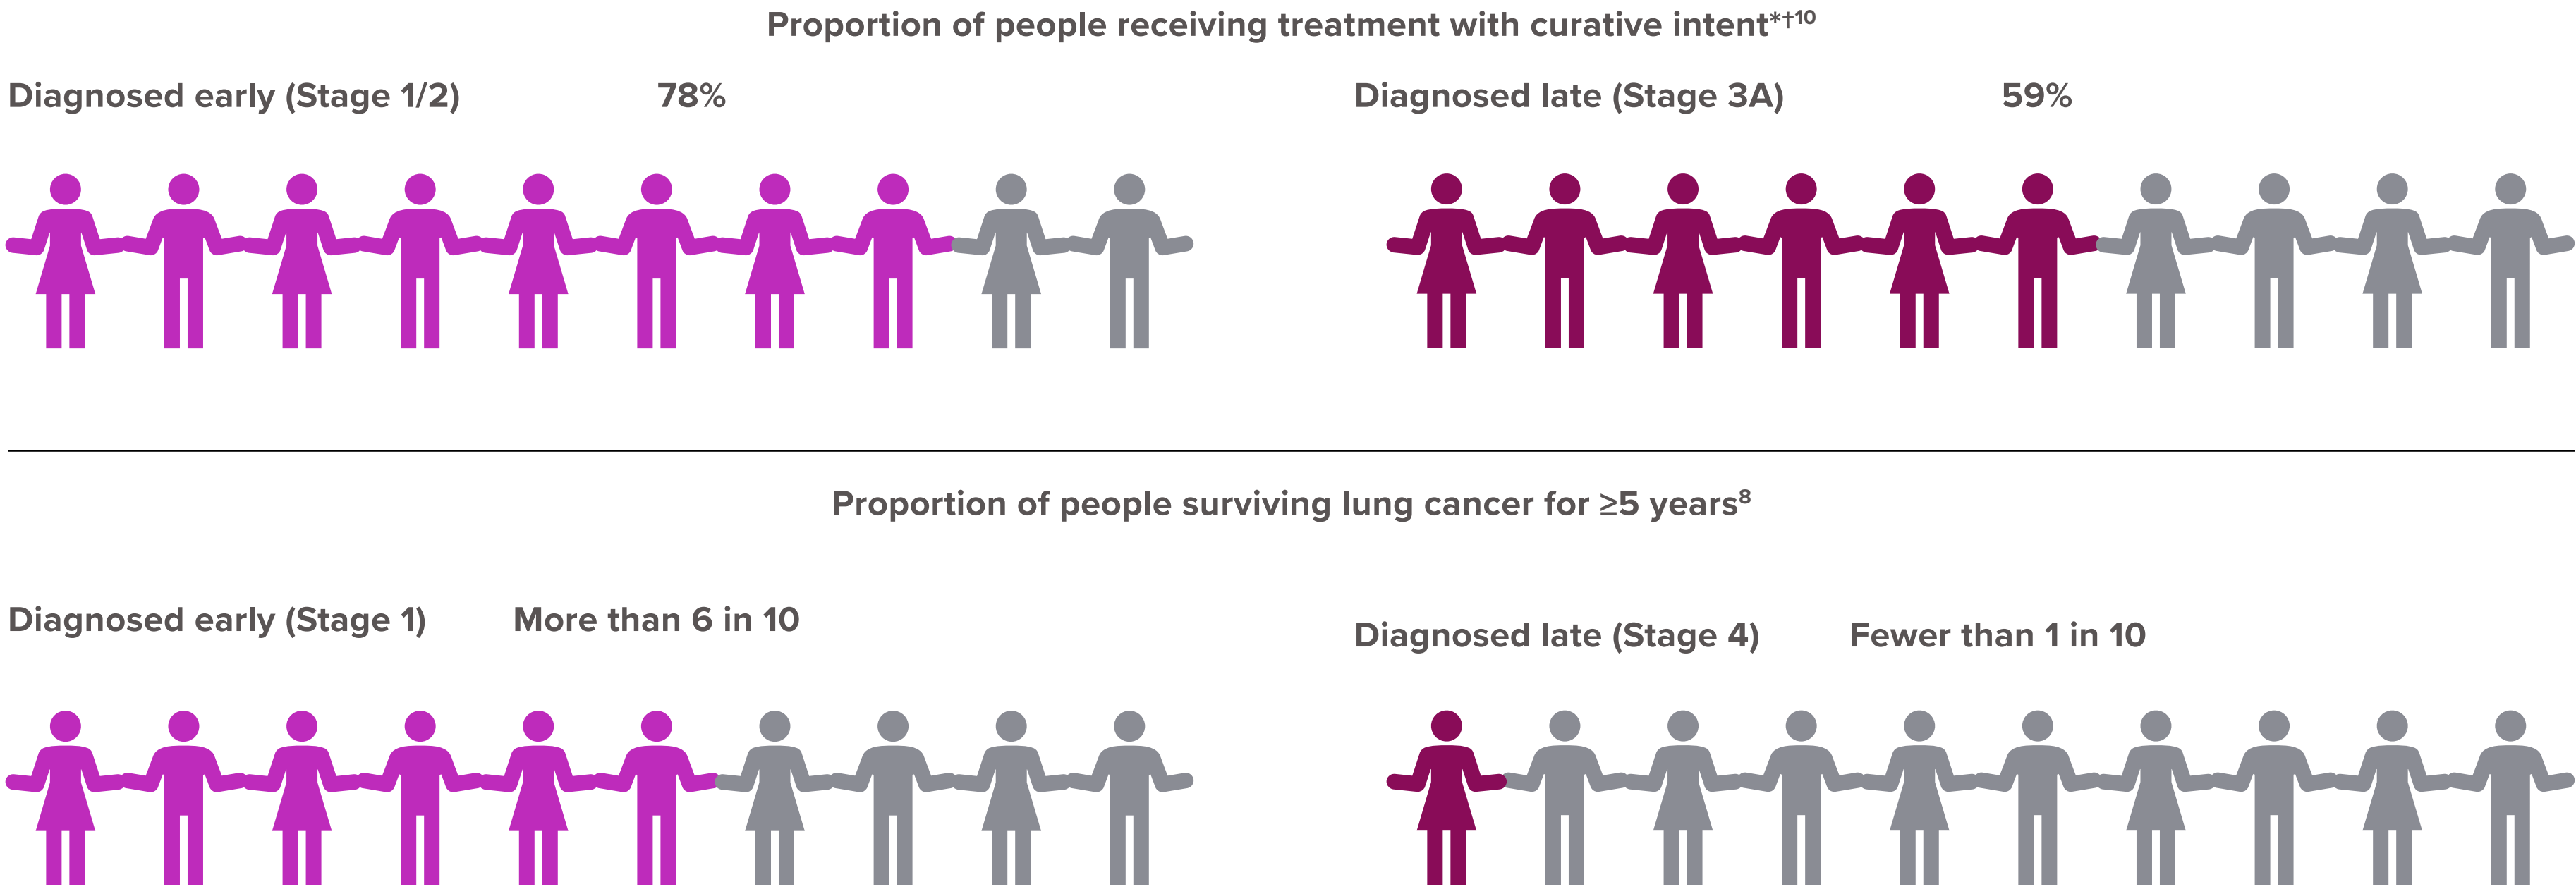 Proportion of people receiving treatment with curative intent*†10
Diagnosed early (Stage 1/2) 78%
Diagnosed late (Stage 3A) 59%
Proportion of people surviving lung cancer for ≥5 years8
Diagnosed early (Stage 1) More than 6 in 10
Diagnosed late (Stage 4) Fewer than 1 in 10